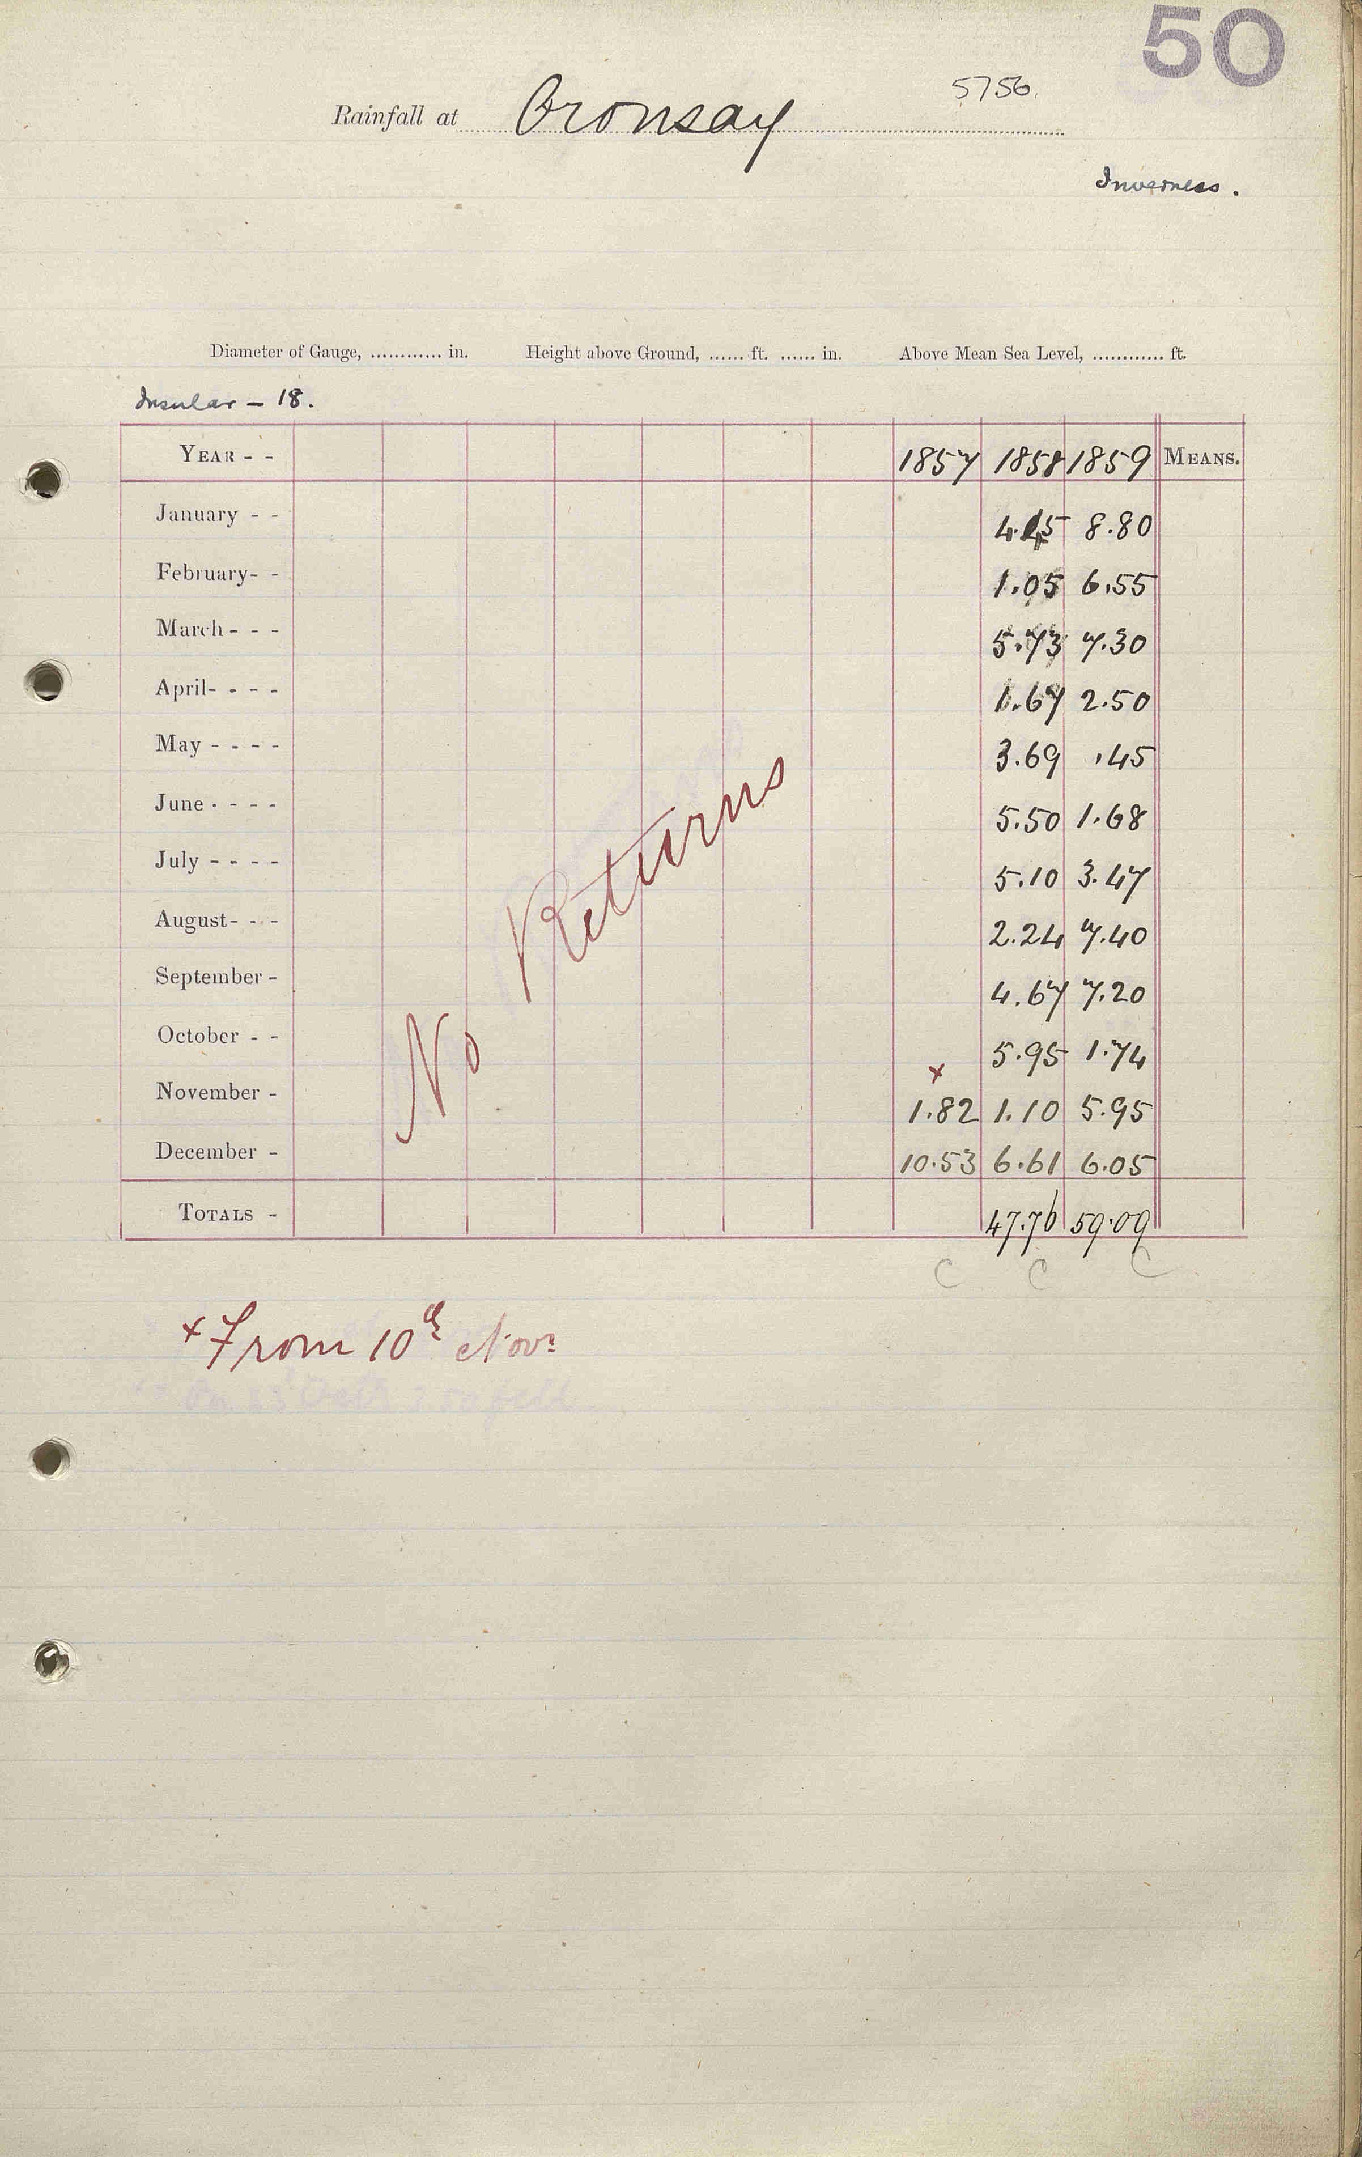 50
Rainfall at Oronsay 5756
Inverness.
Diameter of Gauge, ............ in. Height above Ground, ...... ft. ...... in. Above Mean Sea Level, ............ ft.
Insular – 18.
YEAR - - 1857 1858 1859 MEANS.
January - - 4.45 8.80
February- - 1.05 6.55
March - - - 5.73 7.30
April- - - - 1.67 2.50
May - - - - 3.69 .45
June - - - - 5.50 1.68
July - - - - 5.10 3.47
August- - - 2.24 7.40
September - 4.67 7.20
October - - 5.95 1.74
x
November - 1.82 1.10 5.95
December - 10.53 6.61 6.05
TOTALS - 47.76 59.09
C C C
No Returns
x From 10th Novr